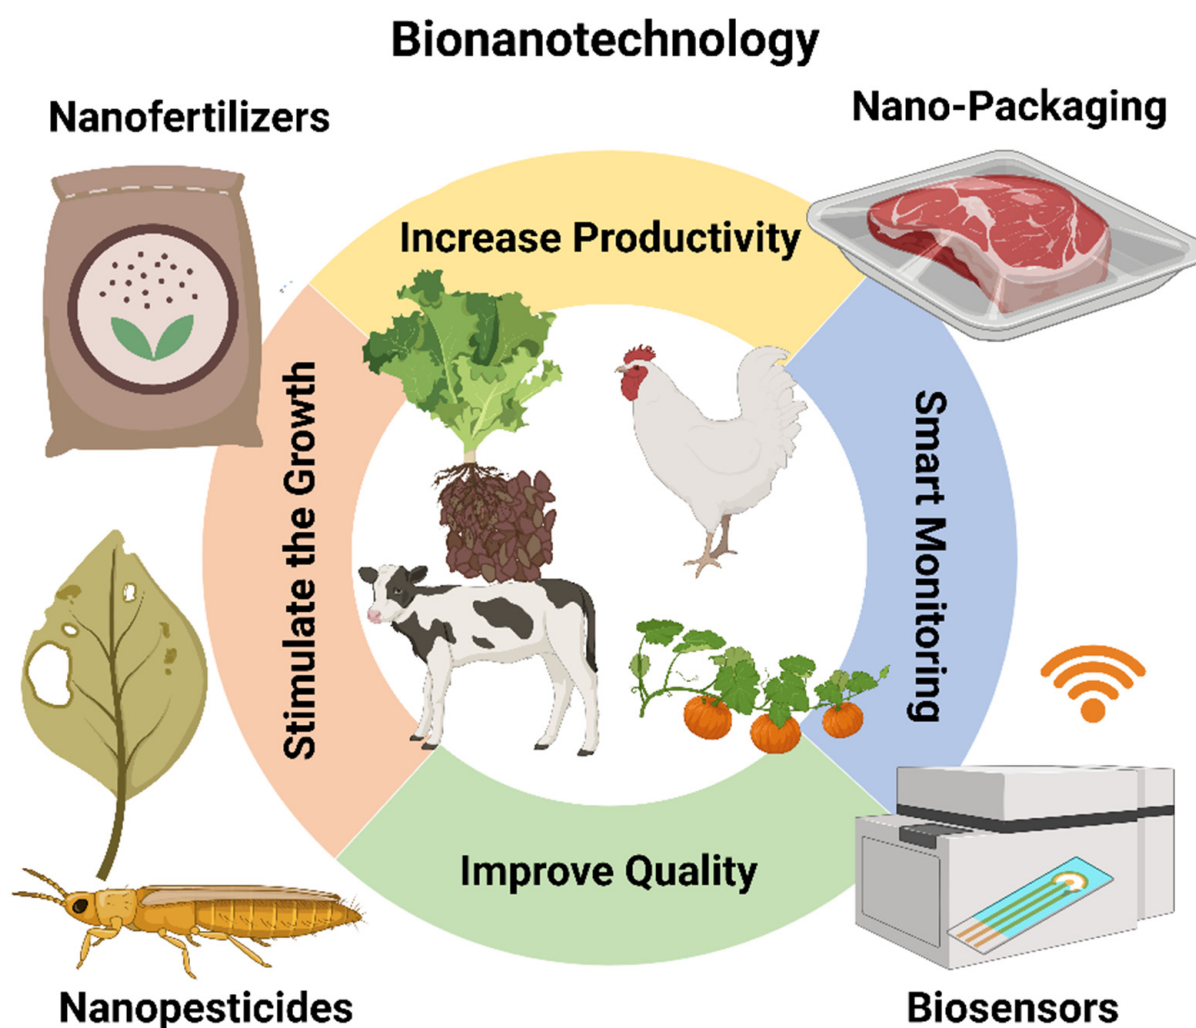 Bionanotechnology
Nanofertilizers
Nano-Packaging
Increase Productivity
Stimulate the Growth
Smart Monitoring
Improve Quality
Nanopesticides
Biosensors